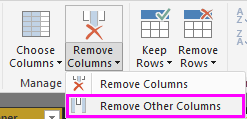 Choose Remove Keep Remove
Columns Columns Rows Rows
Manage Remove Columns
Remove Other Columns